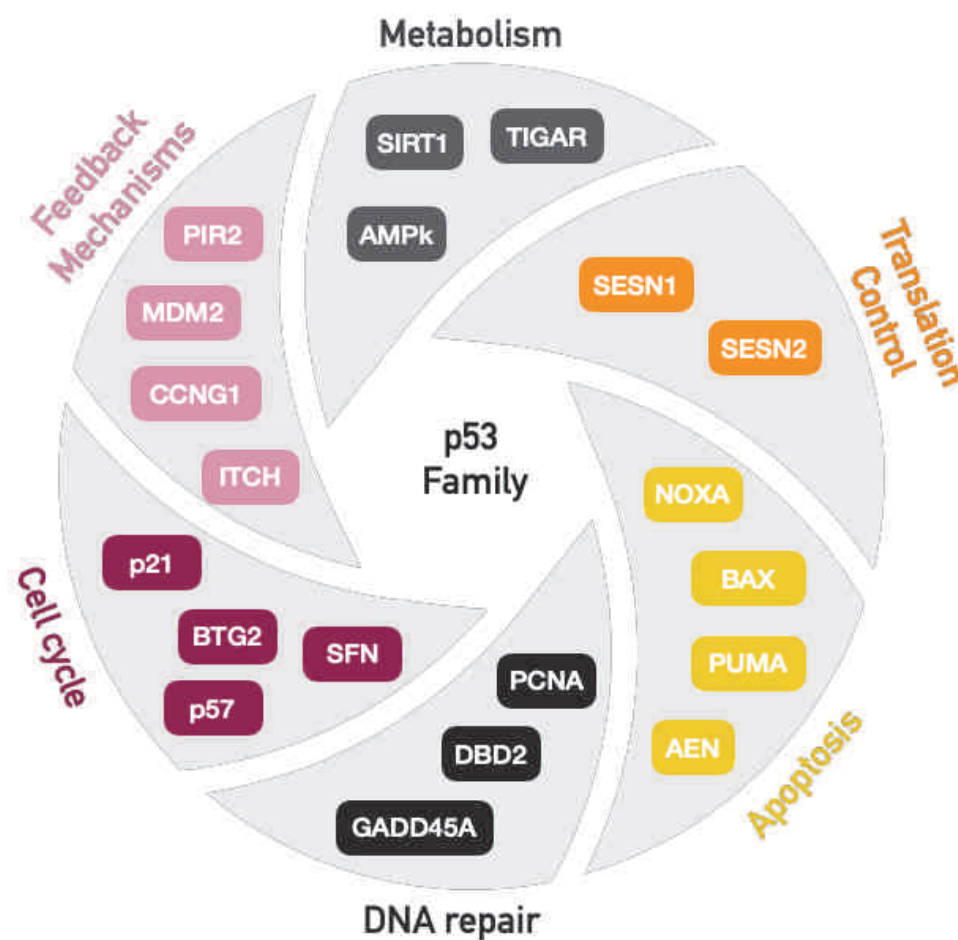 Metabolism
SIRT1
TIGAR
AMPk
Translation
Control
SESN1
SESN2
NOXA
BAX
PUMA
AEN
Apoptosis
PCNA
DBD2
GADD45A
DNA repair
p21
BTG2
SFN
p57
Cell cycle
Feedback
Mechanisms
PIR2
MDM2
CCNG1
ITCH
p53
Family